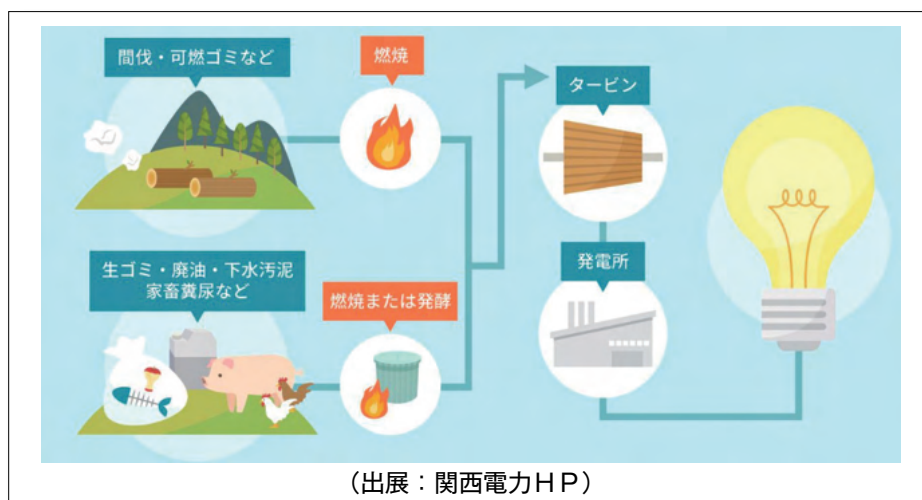 間伐・可燃ゴミなど
燃焼
タービン
生ゴミ・廃油・下水汚泥
家畜糞尿など
燃焼または発酵
発電所
（出展：関西電力ＨＰ）